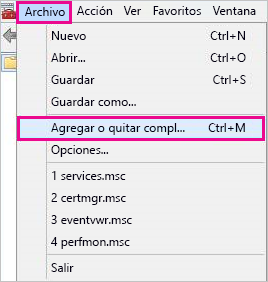 Archivo Acción Ver Favoritos Ventana
Nuevo Ctrl+N
Abrir... Ctrl+O
Guardar Ctrl+S
Guardar como...
Agregar o quitar compl... Ctrl+M
Opciones...
1 services.msc
2 certmgr.msc
3 eventvwr.msc
4 perfmon.msc
Salir